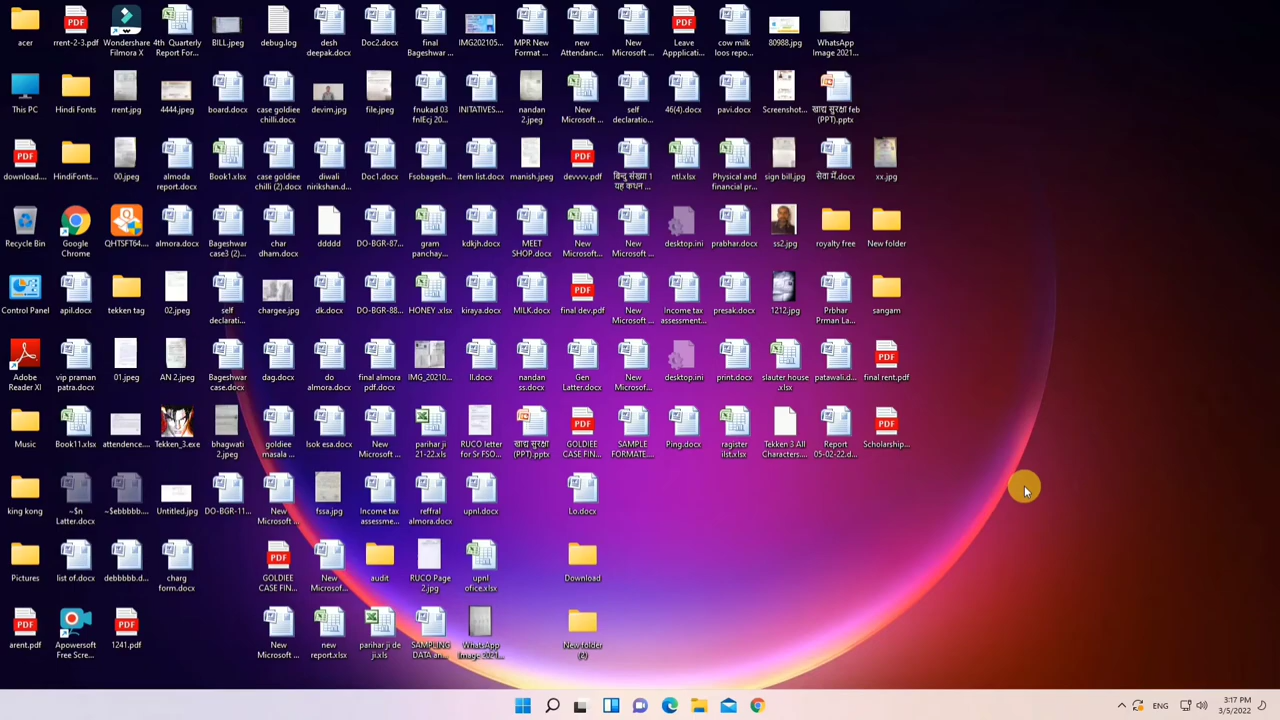 acer
rrent-2-3.pdf
Wondershare
Filmora X
4th Quarterly
Report For...
BILL.jpeg
debug.log
desh
deepak.docx
Doc2.docx
final
Bageshwar ...
IMG202105...
MPR New
Format ...
new
Attendanc...
New
Microsoft ...
Leave
Appplicati...
cow milk
loos repo...
80988.jpg
WhatsApp
Image 2021...
This PC
Hindi Fonts
rrent.jpg
4444.jpeg
board.docx
case goldiee
chilli.docx
devim.jpg
file.jpeg
fnukad 03
fnlEcj 20...
INITATIVES....
nandan
2.jpeg
New
Microsoft ...
self
declaratio...
46(4).docx
pavi.docx
Screenshot...
खाद्य सुरक्षा feb
(PPT).pptx
download....
HindiFonts...
00.jpeg
almoda
report.docx
Book1.xlsx
case goldiee
chilli (2).docx
diwali
nirikshan.d...
Doc1.docx
Fsobagesh...
item list.docx
manish.jpeg
devvvv.pdf
बिन्दु संख्या 1
यह कथन ...
ntl.xlsx
Physical and
financial pr...
sign bill.jpg
सेवा में.docx
xx.jpg
Recycle Bin
Google
Chrome
QHTSFT64...
almora.docx
Bageshwar
case3 (2)...
char
dham.docx
ddddd
DO-BGR-87...
gram
panchay...
kdkjh.docx
MEET
SHOP.docx
New
Microsoft ...
New
Microsoft ...
desktop.ini
prabhar.docx
ss2.jpg
royalty free
New folder
Control Panel
apil.docx
tekken tag
02.jpeg
self
declarati...
chargee.jpg
dk.docx
DO-BGR-88...
HONEY .xlsx
kiraya.docx
MILK.docx
final dev.pdf
New
Microsoft ...
Income tax
assessment...
presak.docx
1212.jpg
Prbhar
Prman La...
sangam
Adobe
Reader XI
vip praman
patra.docx
01.jpeg
AN 2.jpeg
Bageshwar
case.docx
dag.docx
do
almora.docx
final almora
pdf.docx
IMG_20210...
ll.docx
nandan
ss.docx
Gen
Latter.docx
New
Microsof...
desktop.ini
print.docx
slauter house
.xlsx
patawali.d...
final rent.pdf
Music
Book11.xlsx
attendence....
Tekken_3.exe
bhagwati
2.jpeg
goldiee
masala ...
lsok esa.docx
New
Microsoft ...
parihar ji
21-22.xls
RUCO letter
for Sr FSO...
खाद्य सुरक्षा
(PPT).pptx
GOLDIEE
CASE FIN...
SAMPLE
FORMATE....
Ping.docx
ragister
ilst.xlsx
Tekken 3 All
Characters....
Report
05-02-22.d...
Scholarship...
king kong
~$n
Latter.docx
~$ebbbbb...
Untitled.jpg
DO-BGR-11...
New
Microsoft ...
fssa.jpg
Income tax
assessme...
reffral
almora.docx
upnl.docx
Lo.docx
Pictures
list of.docx
debbbbb.d...
charg
form.docx
GOLDIEE
CASE FIN...
New
Microsof...
audit
RUCO Page
2.jpg
upnl
ofice.xlsx
Download
arent.pdf
Apowersoft
Free Scre...
1241.pdf
New
Microsoft ...
new
report.xlsx
parihar ji de
ji.xls
SAMPLING
DATA.an...
WhatsApp
Image 2021...
New folder
(2)
ENG
3:17 PM
3/5/2022